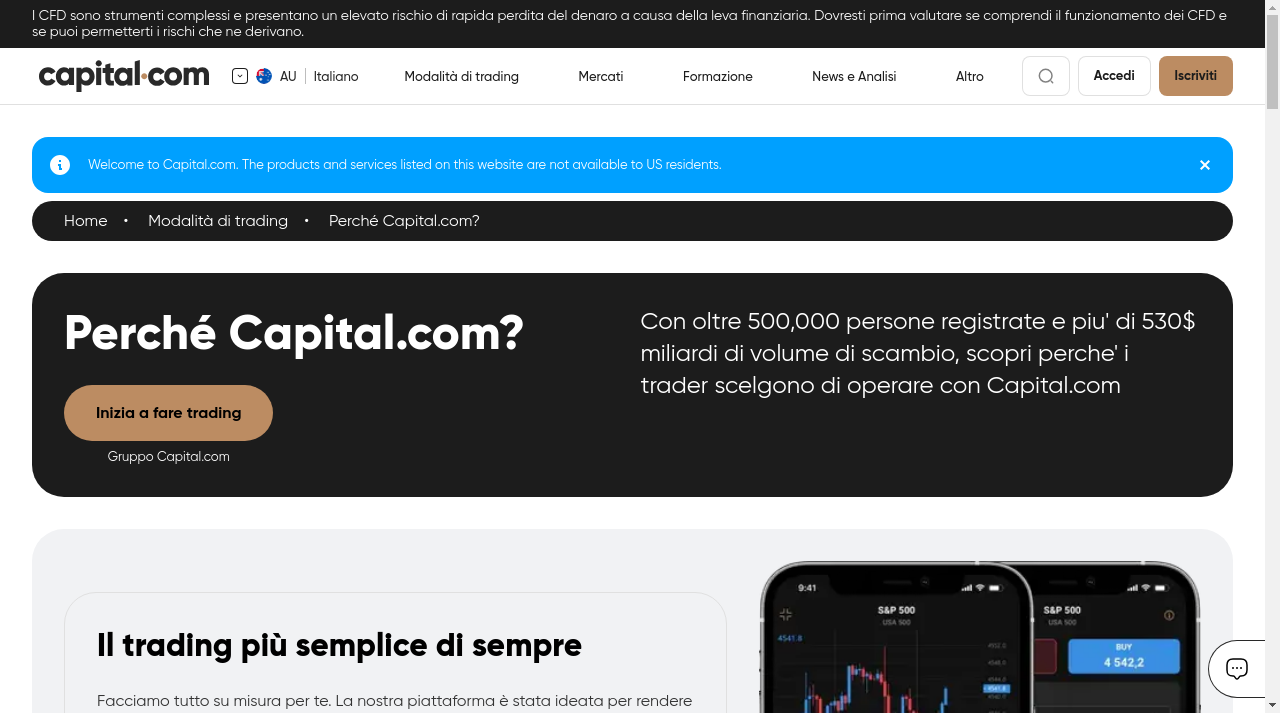 I CFD sono strumenti complessi e presentano un elevato rischio di rapida perdita del denaro a causa della leva finanziaria. Dovresti prima valutare se comprendi il funzionamento dei CFD e
se puoi permetterti i rischi che ne derivano.
capital.com AU Italiano Modalità di trading Mercati Formazione News e Analisi Altro Accedi Iscriviti
Welcome to Capital.com. The products and services listed on this website are not available to US residents.
Home • Modalità di trading • Perché Capital.com?
Perché Capital.com?
Inizia a fare trading
Gruppo Capital.com
Con oltre 500,000 persone registrate e piu' di 530$
miliardi di volume di scambio, scopri perche' i
trader scelgono di operare con Capital.com
Il trading più semplice di sempre
Facciamo tutto su misura per te. La nostra piattaforma è stata ideata per rendere
9:41
S&P 500
USA 500
4541.8
S&P 500
USA 500
BUY
4 542,2